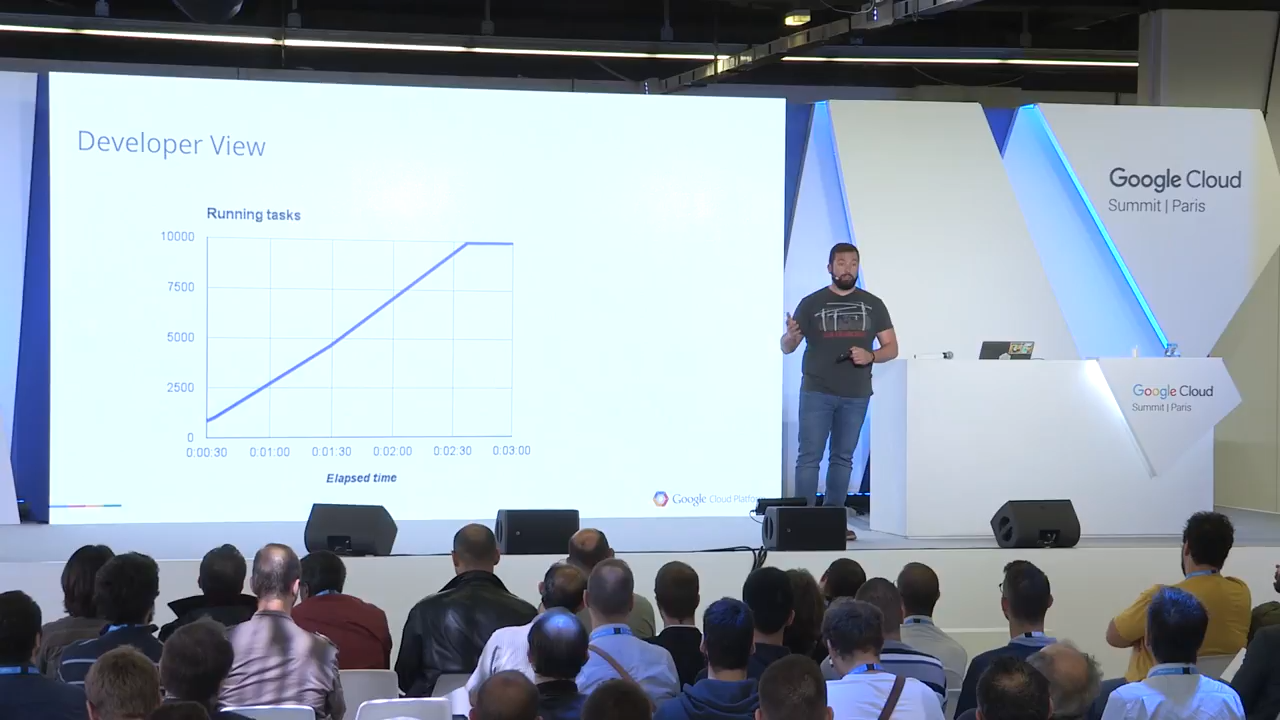 Developer View
Running tasks
10000
7500
5000
2500
0
0:00:30 0:01:00 0:01:30 0:02:00 0:02:30 0:03:00
Elapsed time
Google Cloud
Google Cloud
Summit | Paris
Google Cloud
Summit | Paris